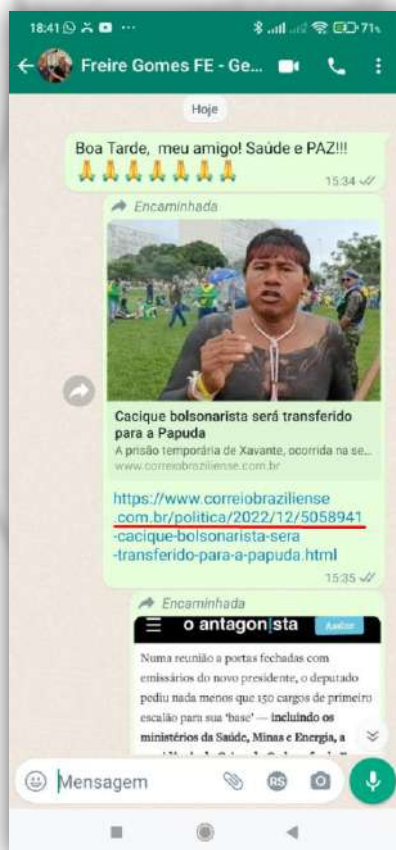 18:41
71%
Freire Gomes FE - Ge...
Hoje
Boa Tarde, meu amigo! Saúde e PAZ!!!
15:34
Encaminhada
Cacique bolsonarista será transferido
para a Papuda
A prisão temporária de Xavante, ocorrida na se...
www.correiobraziliense.com.br
https://www.correiobraziliense
.com.br/politica/2022/12/5058941
-cacique-bolsonarista-sera
-transferido-para-a-papuda.html
15:35
Encaminhada
o antagonista
Assine
Numa reunião a portas fechadas com
emissários do novo presidente, o deputado
pediu nada menos que 150 cargos de primeiro
escalão para sua 'base' — incluindo os
ministérios da Saúde, Minas e Energia, a
Mensagem
RS